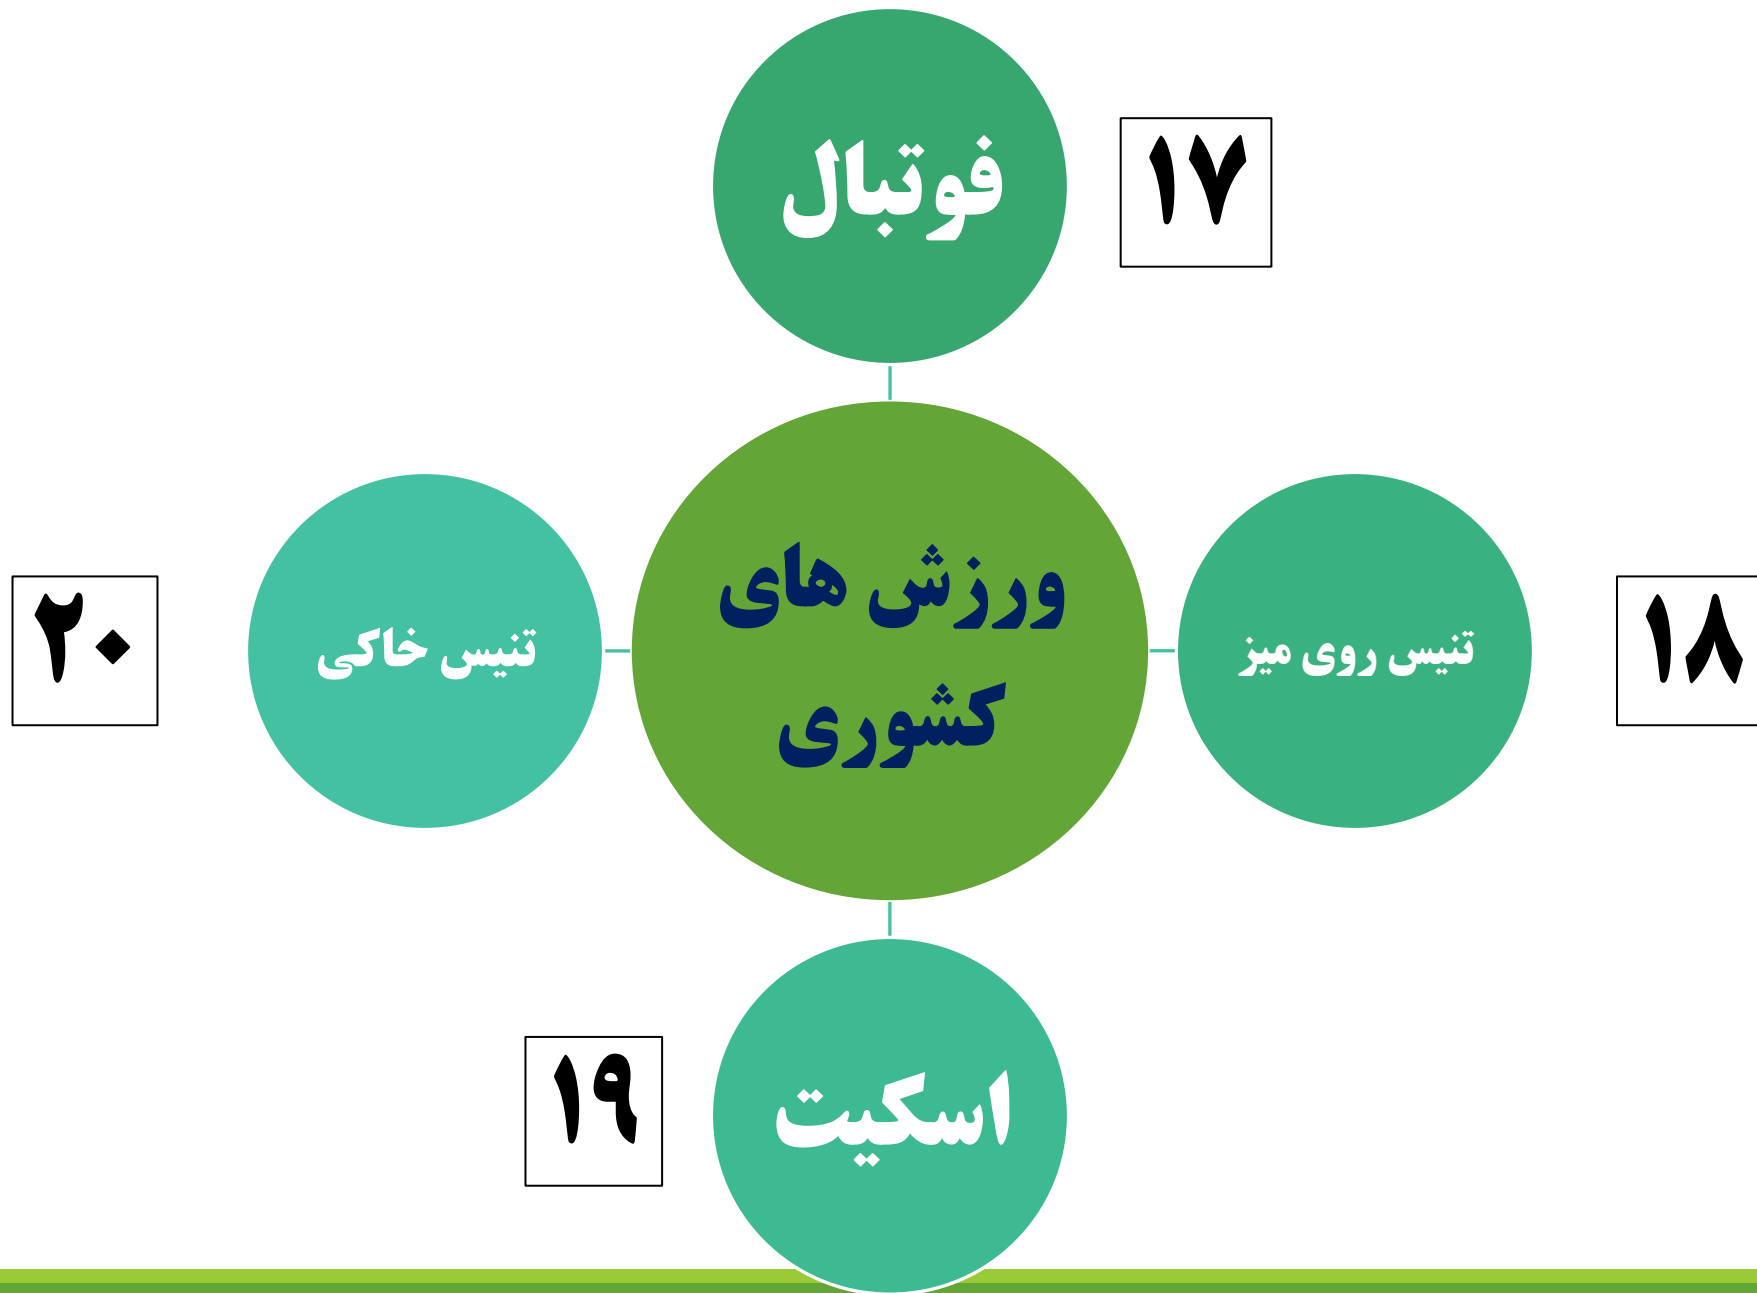 فوتبال
۱۷
ورزش های
کشوری
تنیس روی میز
۱۸
اسکیت
۱۹
تنیس خاکی
۲۰